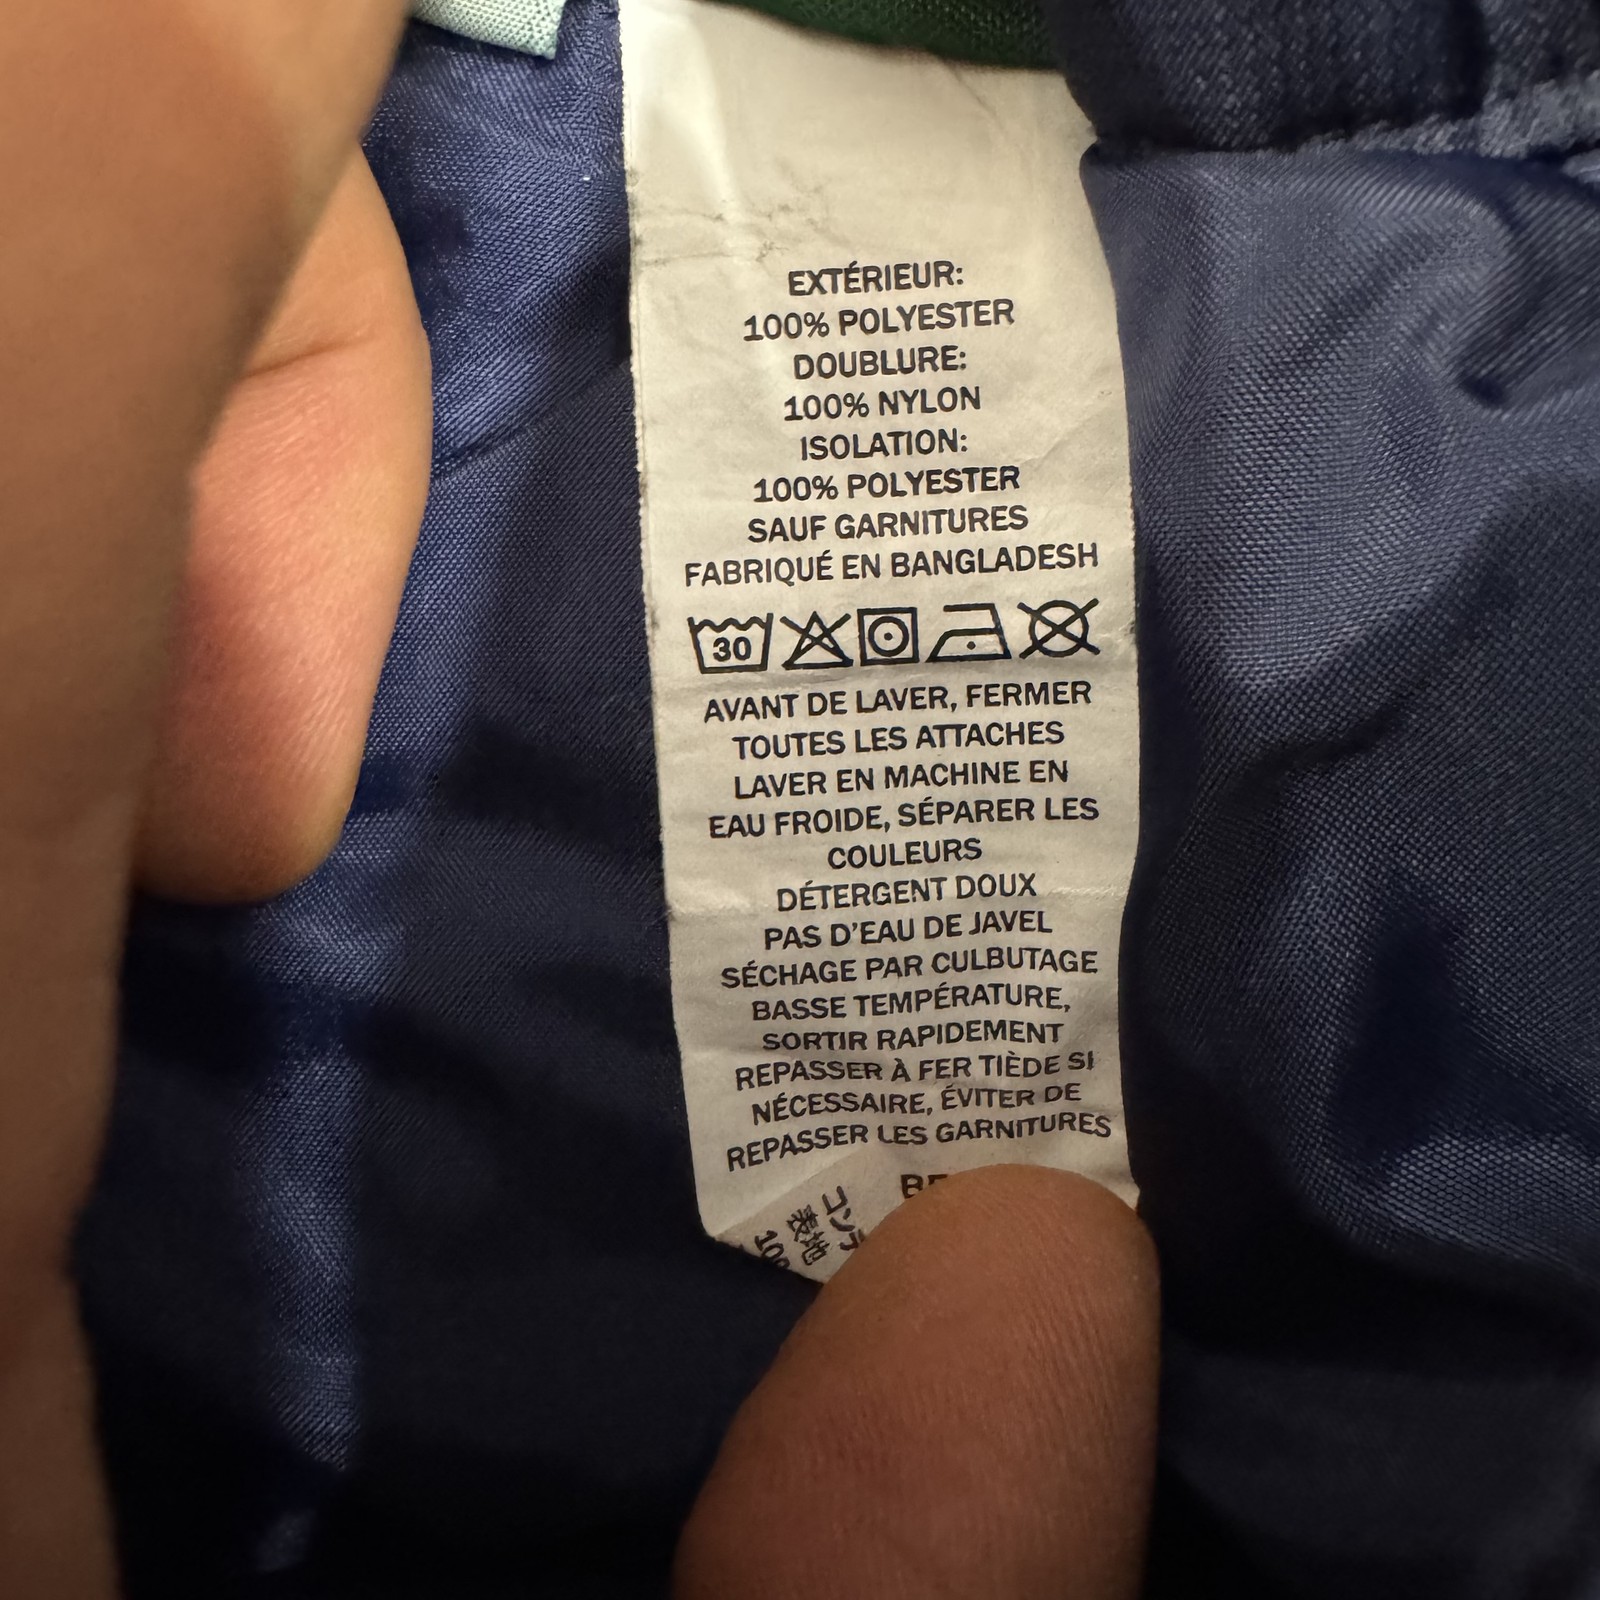 EXTÉRIEUR:
100% POLYESTER
DOUBLURE:
100% NYLON
ISOLATION:
100% POLYESTER
SAUF GARNITURES
FABRIQUÉ EN BANGLADESH
30
AVANT DE LAVER, FERMER
TOUTES LES ATTACHES
LAVER EN MACHINE EN
EAU FROIDE, SÉPARER LES
COULEURS
DÉTERGENT DOUX
PAS D'EAU DE JAVEL
SÉCHAGE PAR CULBUTAGE
BASSE TEMPÉRATURE,
SORTIR RAPIDEMENT
REPASSER À FER TIÈDE SI
NÉCESSAIRE, ÉVITER DE
REPASSER LES GARNITURES
表地